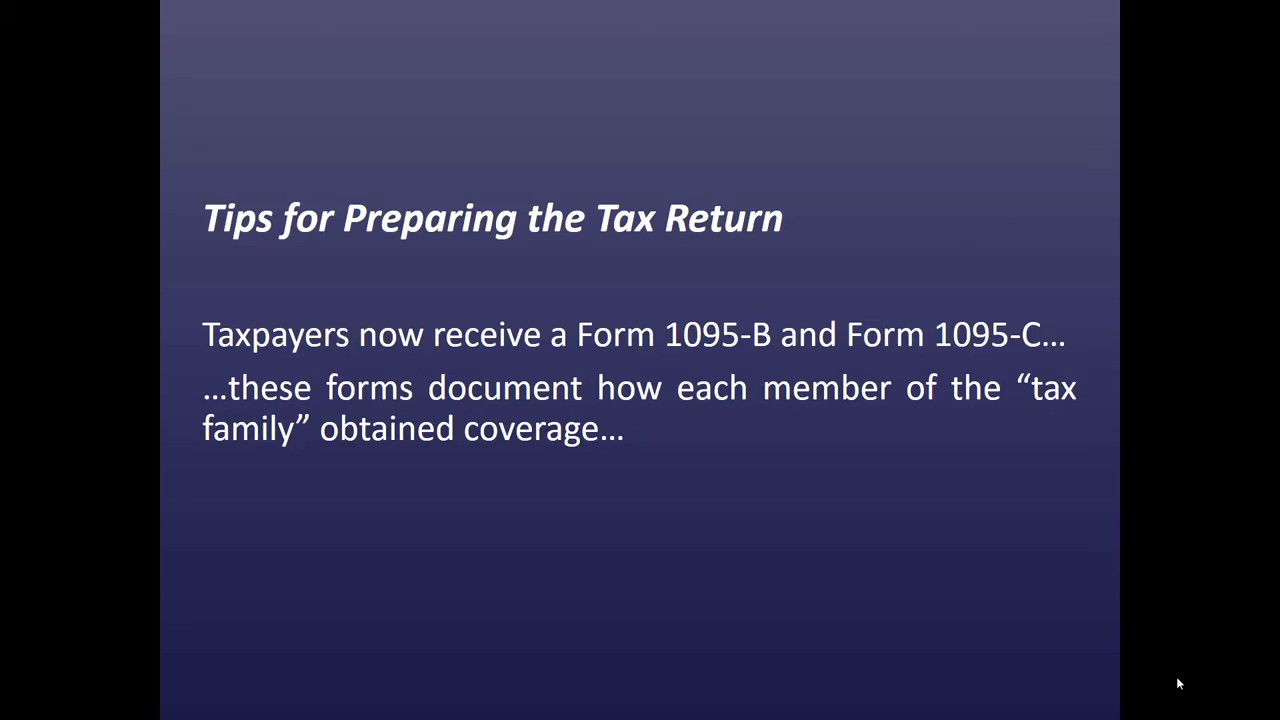 Tips for Preparing the Tax Return
Taxpayers now receive a Form 1095-B and Form 1095-C…
…these forms document how each member of the “tax
family” obtained coverage…